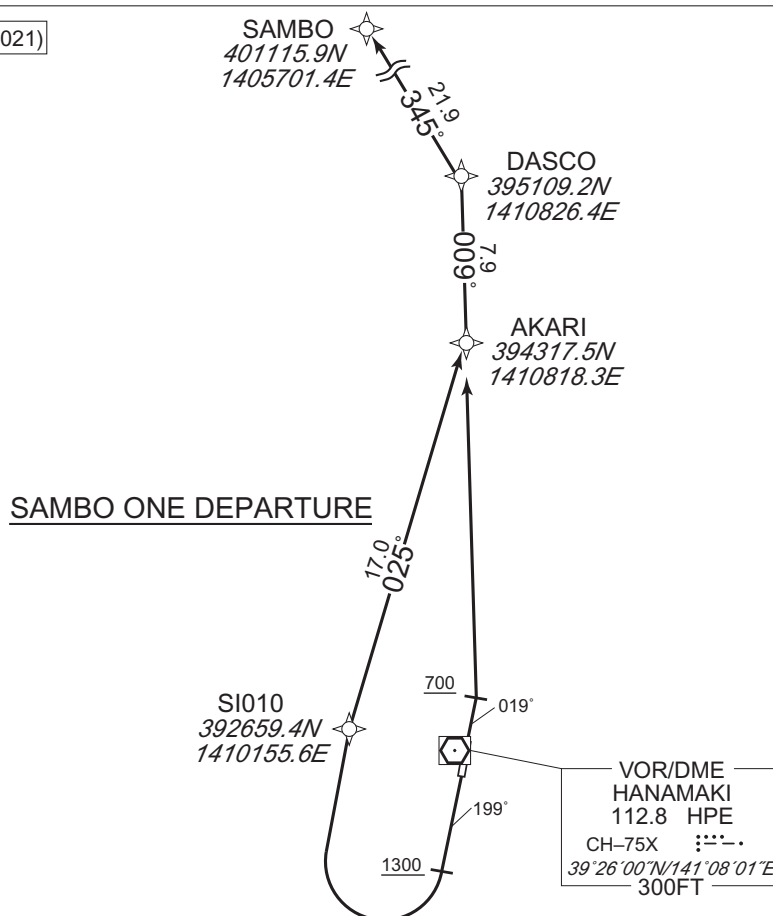 021)
SAMBO
401115.9N
1405701.4E
21.9
345°
DASCO
395109.2N
1410826.4E
7.9
009°
AKARI
394317.5N
1410818.3E
SAMBO ONE DEPARTURE
17.0
025°
SI010
392659.4N
1410155.6E
700
019°
199°
1300
VOR/DME
HANAMAKI
112.8 HPE
CH–75X
39°26′00″N/141°08′01″E
300FT